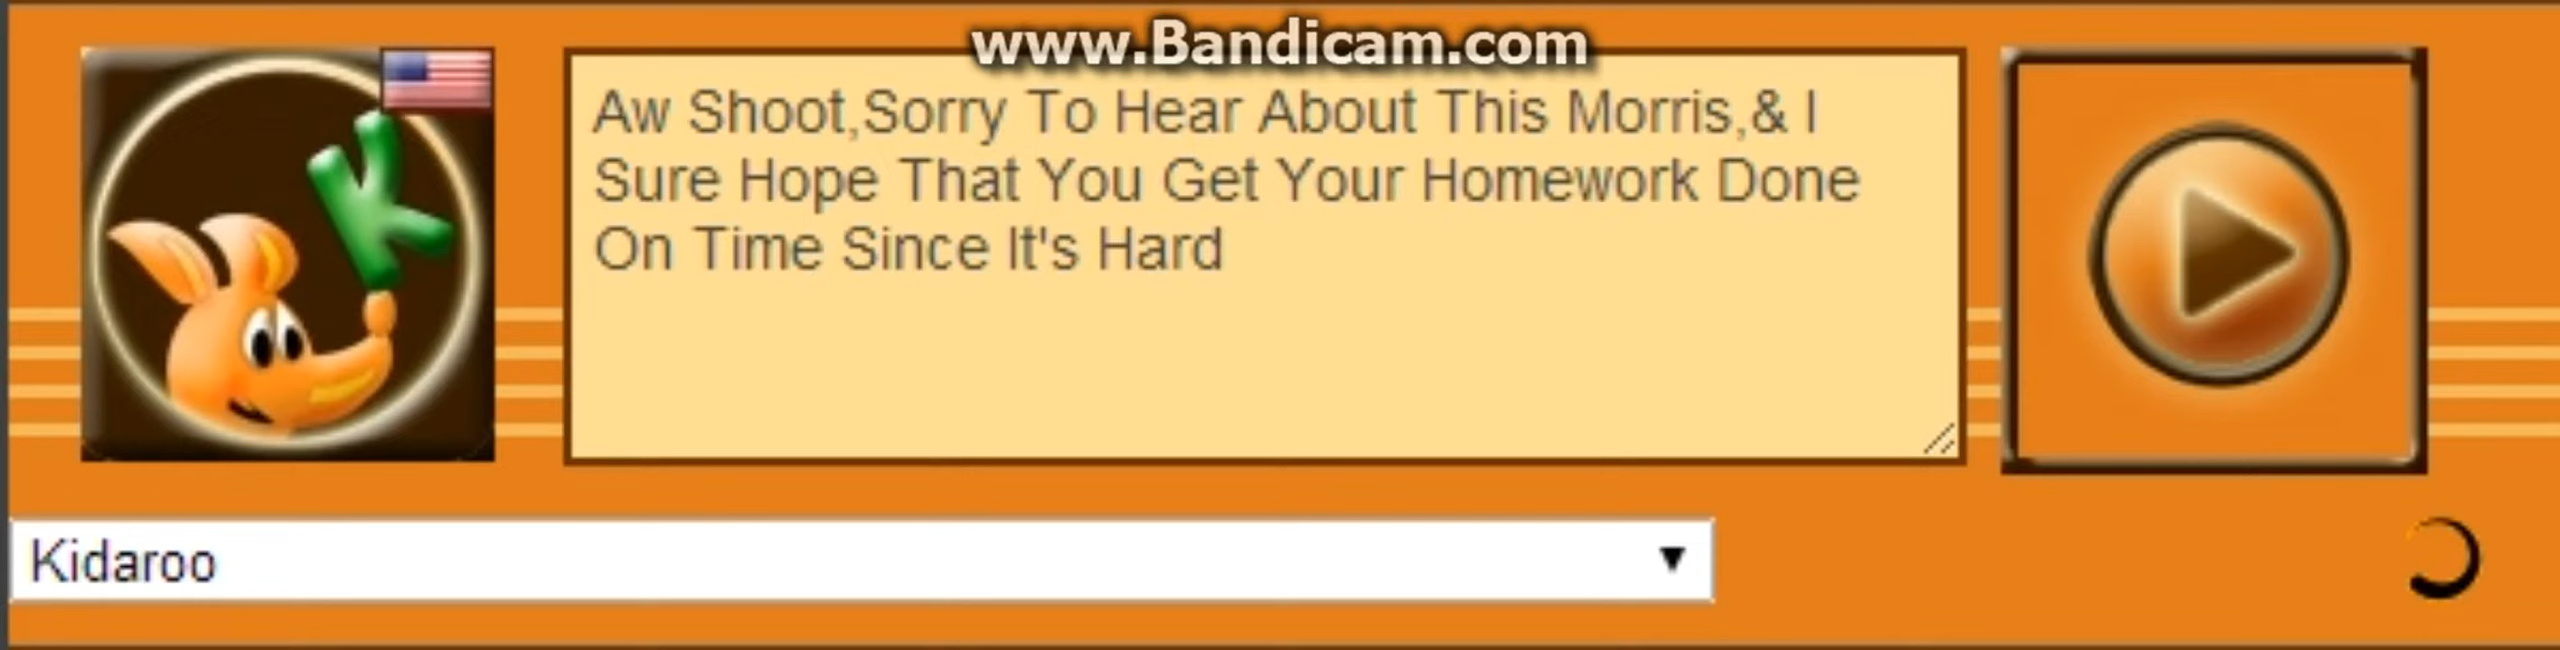 www.Bandicam.com
Aw Shoot,Sorry To Hear About This Morris,& I
Sure Hope That You Get Your Homework Done
On Time Since It's Hard
K
Kidaroo